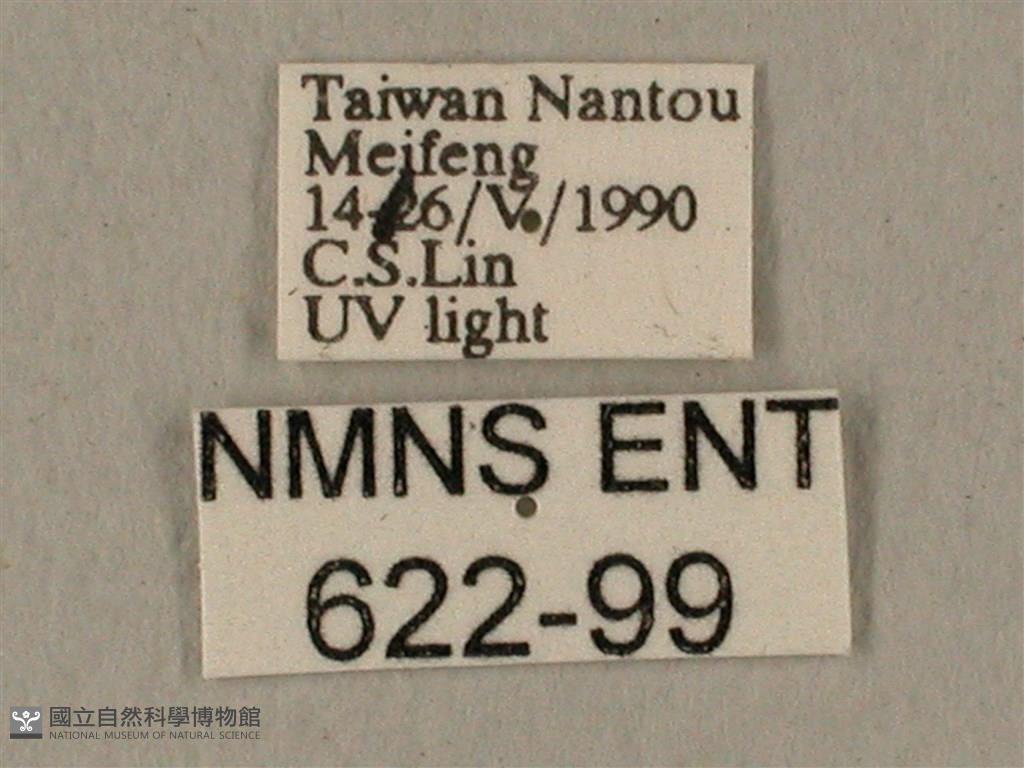 Taiwan Nantou
Meifeng
14-26/V./1990
C.S.Lin
UV light
NMNS ENT
622-99
國立自然科學博物館
NATIONAL MUSEUM OF NATURAL SCIENCE